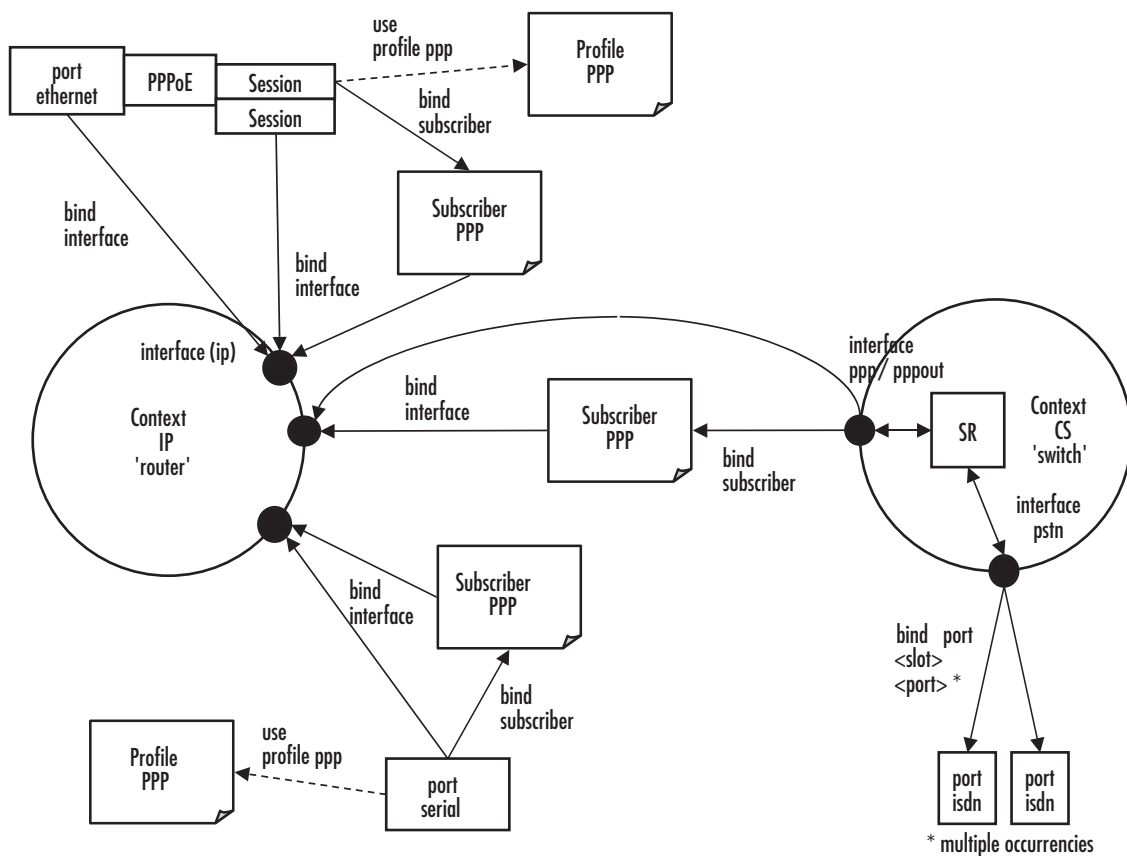 use
profile ppp
Profile
PPP
port
ethernet
PPPoE
Session
Session
bind
subscriber
Subscriber
PPP
bind
interface
bind
interface
interface (ip)
Context
IP
'router'
bind
interface
Subscriber
PPP
bind
subscriber
interface
ppp / pppout
SR
Context
CS
'switch'
interface
pstn
bind
interface
Subscriber
PPP
bind
subscriber
use
profile ppp
Profile
PPP
port
serial
bind port
<slot>
<port> *
port
isdn
port
isdn
* multiple occurrencies